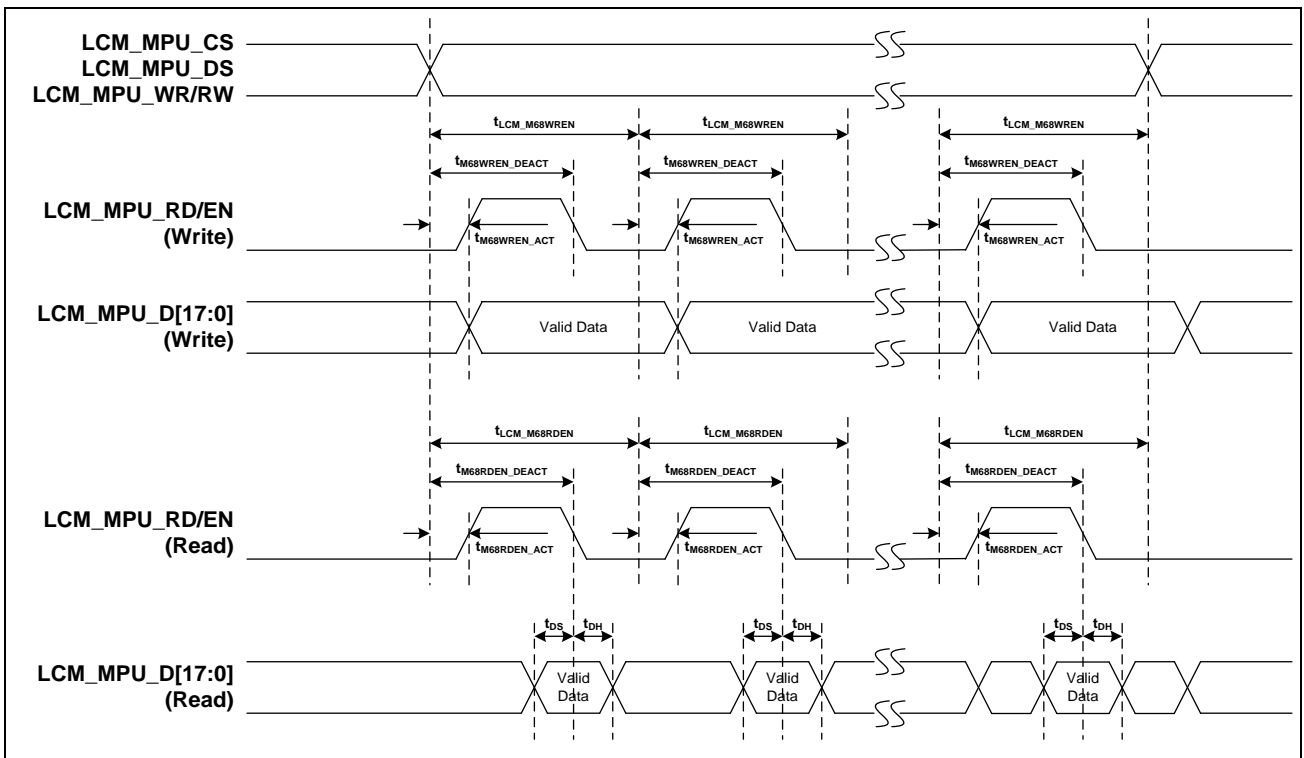 LCM_MPU_CS
LCM_MPU_DS
LCM_MPU_WR/RW
tLCM_M68WREN tLCM_M68WREN tLCM_M68WREN
tM68WREN_DEACT tM68WREN_DEACT tM68WREN_DEACT
LCM_MPU_RD/EN
(Write)
tM68WREN_ACT tM68WREN_ACT tM68WREN_ACT
LCM_MPU_D[17:0]
(Write)
Valid Data Valid Data Valid Data
tLCM_M68RDEN tLCM_M68RDEN tLCM_M68RDEN
tM68RDEN_DEACT tM68RDEN_DEACT tM68RDEN_DEACT
LCM_MPU_RD/EN
(Read)
tM68RDEN_ACT tM68RDEN_ACT tM68RDEN_ACT
tDS tDH tDS tDH tDS tDH
LCM_MPU_D[17:0]
(Read)
Valid Valid Valid
Data Data Data